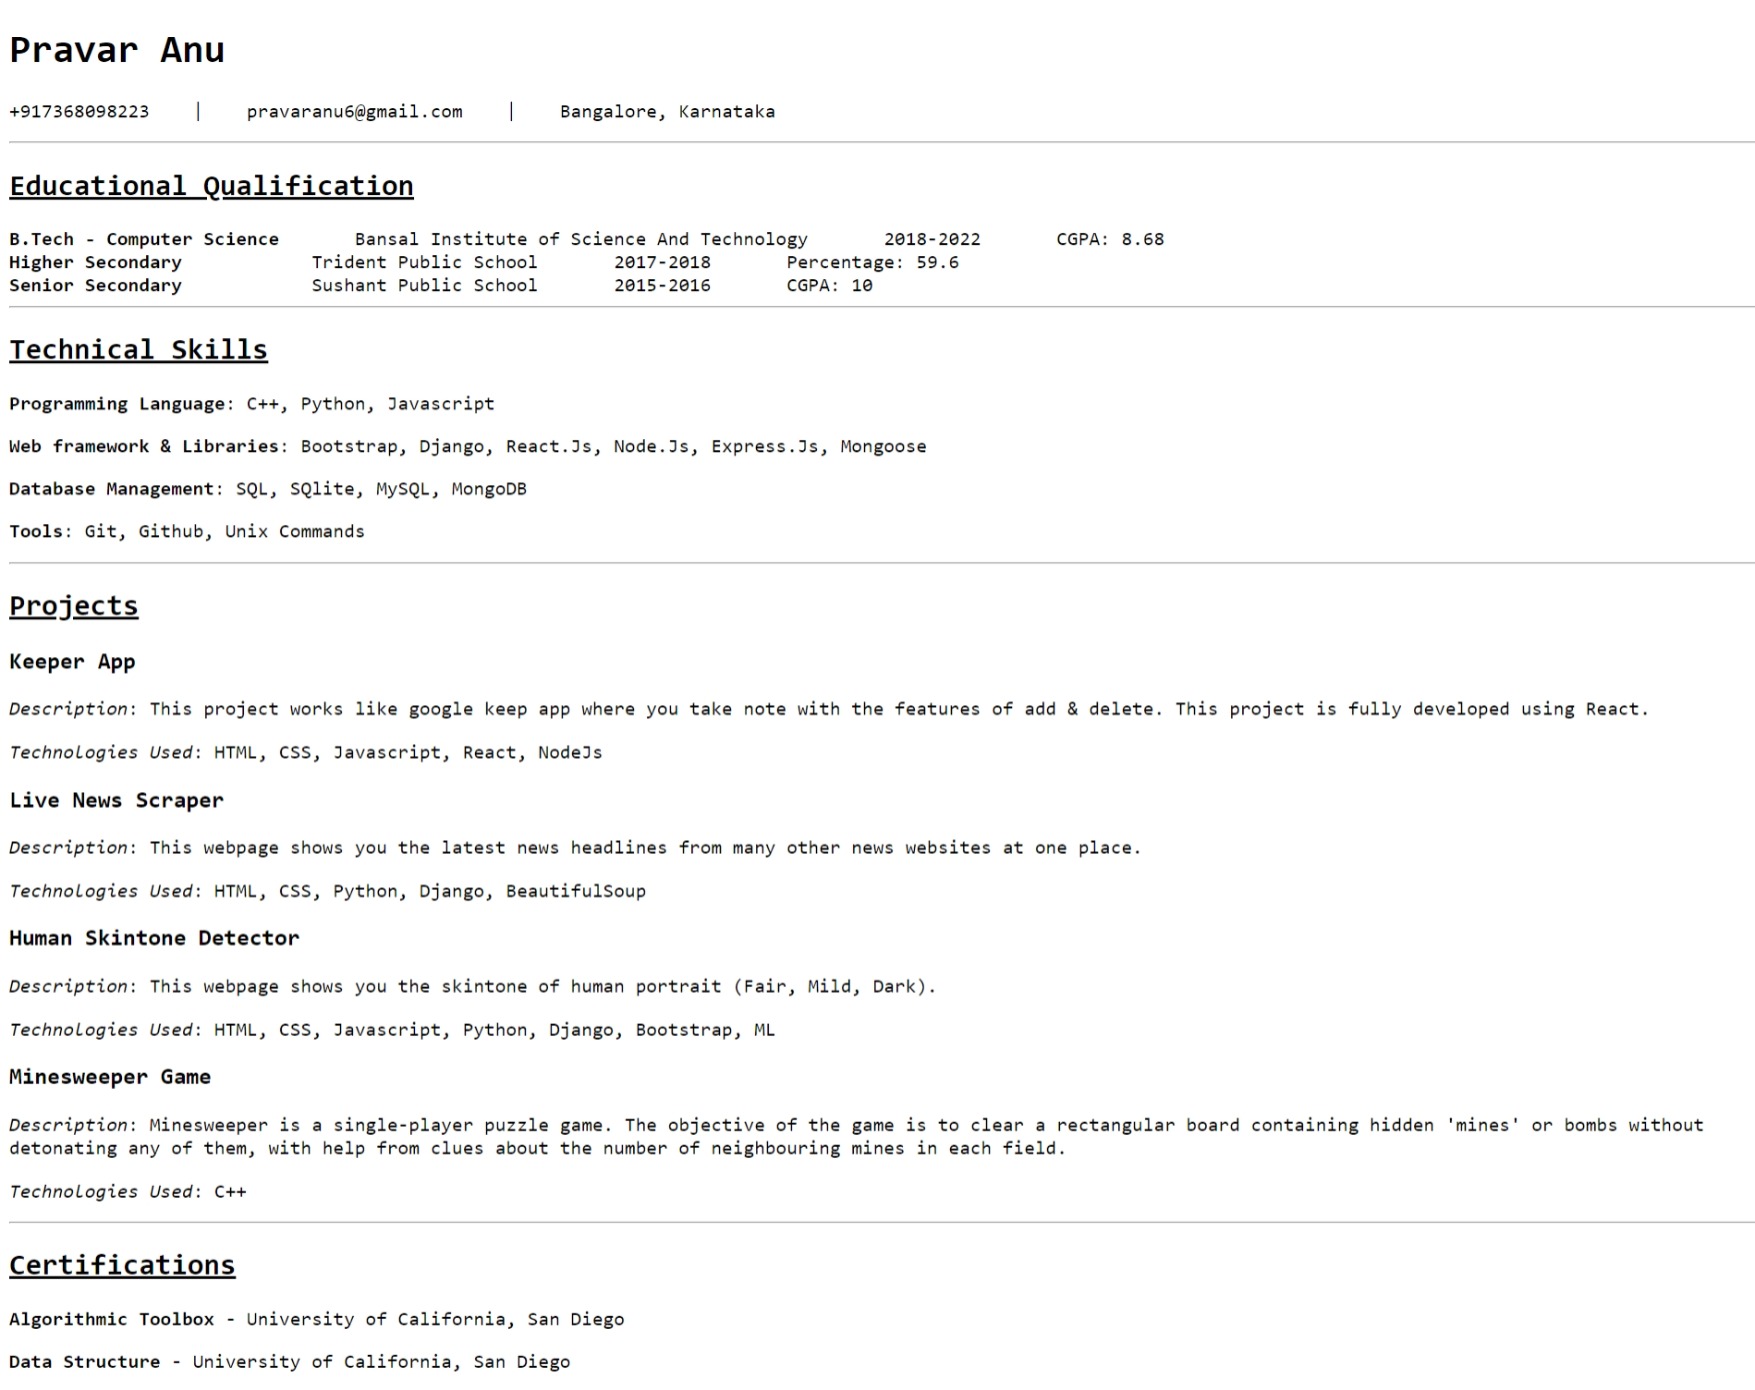 Pravar Anu
+917368098223 | pravaranu6@gmail.com | Bangalore, Karnataka
Educational Qualification
B.Tech - Computer Science Bansal Institute of Science And Technology 2018-2022 CGPA: 8.68
Higher Secondary Trident Public School 2017-2018 Percentage: 59.6
Senior Secondary Sushant Public School 2015-2016 CGPA: 10
Technical Skills
Programming Language: C++, Python, Javascript
Web framework & Libraries: Bootstrap, Django, React.Js, Node.Js, Express.Js, Mongoose
Database Management: SQL, SQlite, MySQL, MongoDB
Tools: Git, Github, Unix Commands
Projects
Keeper App
Description: This project works like google keep app where you take note with the features of add & delete. This project is fully developed using React.
Technologies Used: HTML, CSS, Javascript, React, NodeJs
Live News Scraper
Description: This webpage shows you the latest news headlines from many other news websites at one place.
Technologies Used: HTML, CSS, Python, Django, BeautifulSoup
Human Skintone Detector
Description: This webpage shows you the skintone of human portrait (Fair, Mild, Dark).
Technologies Used: HTML, CSS, Javascript, Python, Django, Bootstrap, ML
Minesweeper Game
Description: Minesweeper is a single-player puzzle game. The objective of the game is to clear a rectangular board containing hidden 'mines' or bombs without
detonating any of them, with help from clues about the number of neighbouring mines in each field.
Technologies Used: C++
Certifications
Algorithmic Toolbox - University of California, San Diego
Data Structure - University of California, San Diego